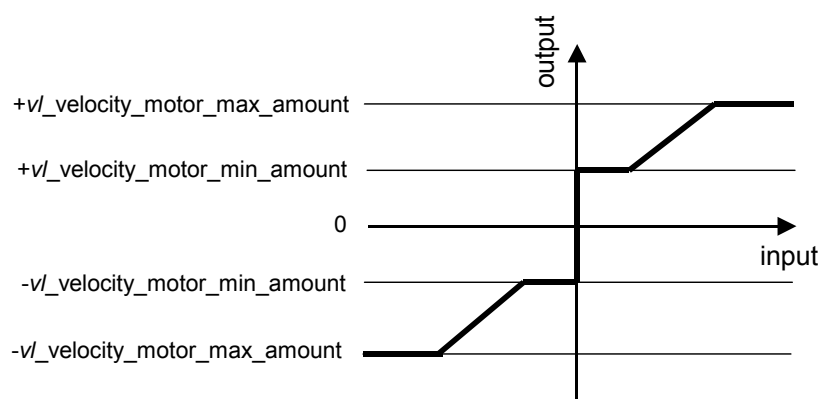 output
+vl_velocity_motor_max_amount
+vl_velocity_motor_min_amount
0
input
-vl_velocity_motor_min_amount
-vl_velocity_motor_max_amount